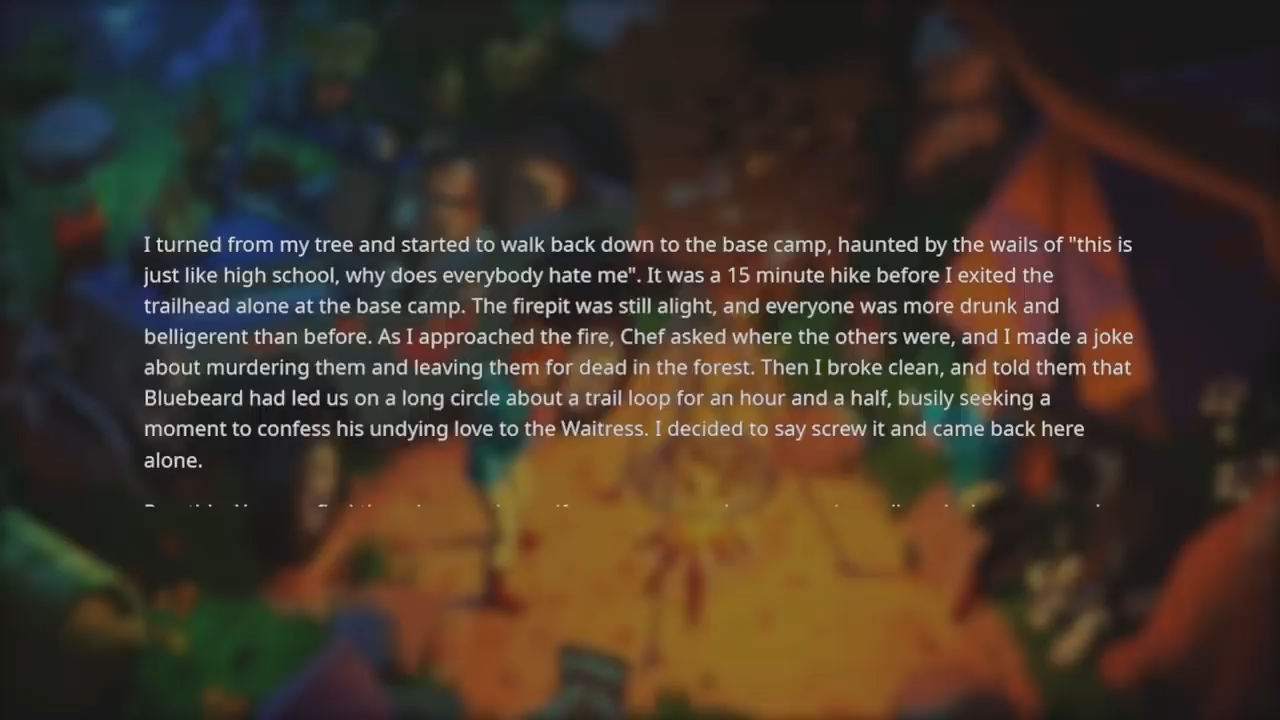 I turned from my tree and started to walk back down to the base camp, haunted by the wails of "this is
just like high school, why does everybody hate me". It was a 15 minute hike before I exited the
trailhead alone at the base camp. The firepit was still alight, and everyone was more drunk and
belligerent than before. As I approached the fire, Chef asked where the others were, and I made a joke
about murdering them and leaving them for dead in the forest. Then I broke clean, and told them that
Bluebeard had led us on a long circle about a trail loop for an hour and a half, busily seeking a
moment to confess his undying love to the Waitress. I decided to say screw it and came back here
alone.